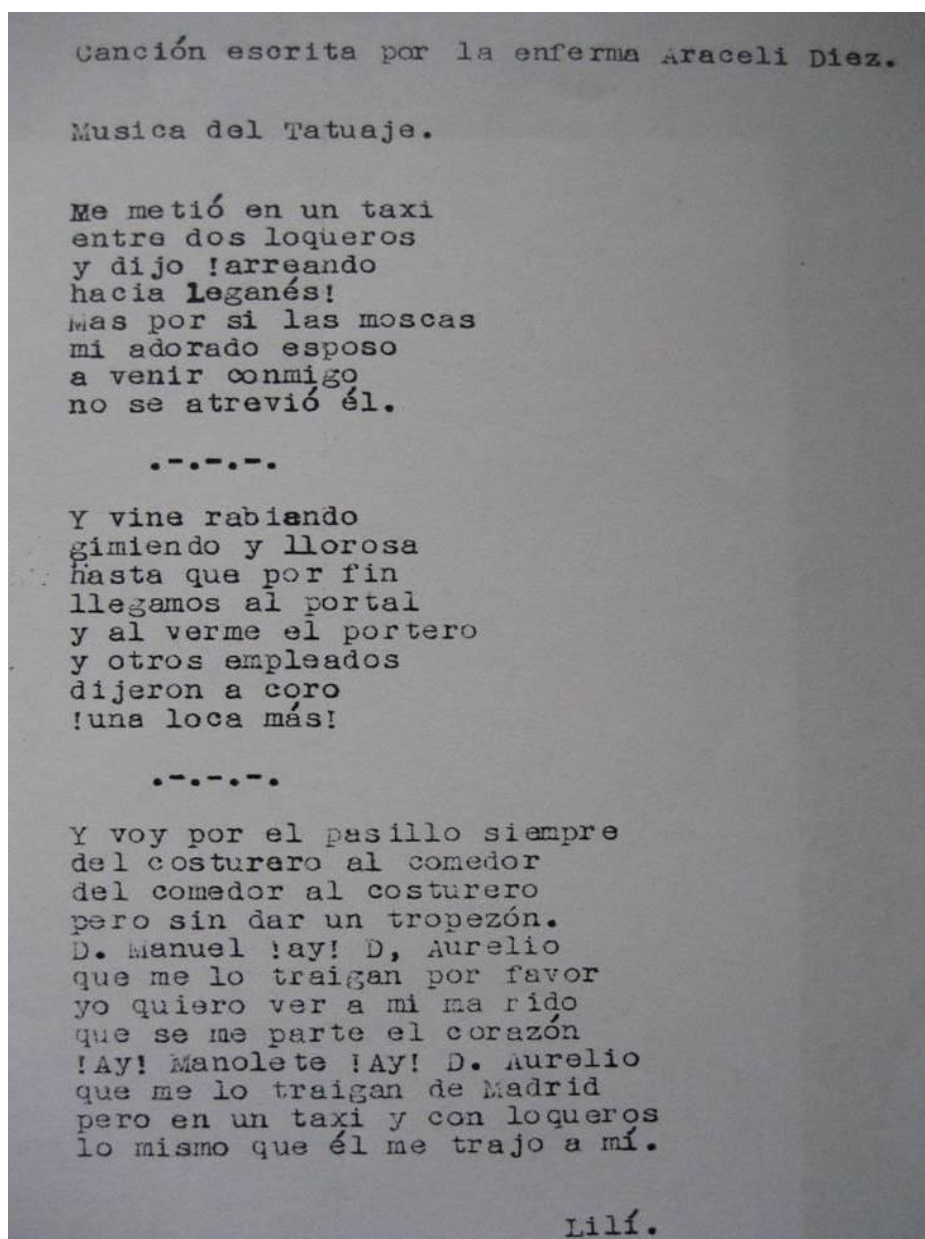 Canción escrita por la enferma Araceli Diez.
Musica del Tatuaje.
Me metió en un taxi
entre dos loqueros
y dijo !arreando
hacia Leganés!
Mas por si las moscas
mi adorado esposo
a venir conmigo
no se atrevió él.
.-.-.-.
Y vine rabiando
gimiendo y llorosa
hasta que por fin
llegamos al portal
y al verme el portero
y otros empleados
dijeron a coro
!una loca más!
.-.-.-.
Y voy por el pasillo siempre
del costurero al comedor
del comedor al costurero
pero sin dar un tropezón.
D. Manuel !ay! D, Aurelio
que me lo traigan por favor
yo quiero ver a mi ma rido
que se me parte el corazón
!Ay! Manolete !Ay! D. Aurelio
que me lo traigan de Madrid
pero en un taxi y con loqueros
lo mismo que él me trajo a mí.
Lilí.